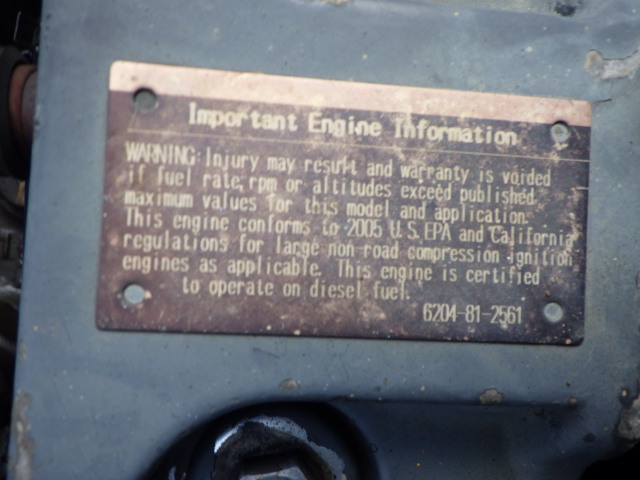 Important Engine Information
WARNING: Injury may result and warranty is voided
if fuel rate, rpm or altitudes exceed published
maximum values for this model and application.
This engine conforms to 2005 U.S. EPA and California
regulations for large non road compression ignition
engines as applicable. This engine is certified
to operate on diesel fuel.
6204-81-2561